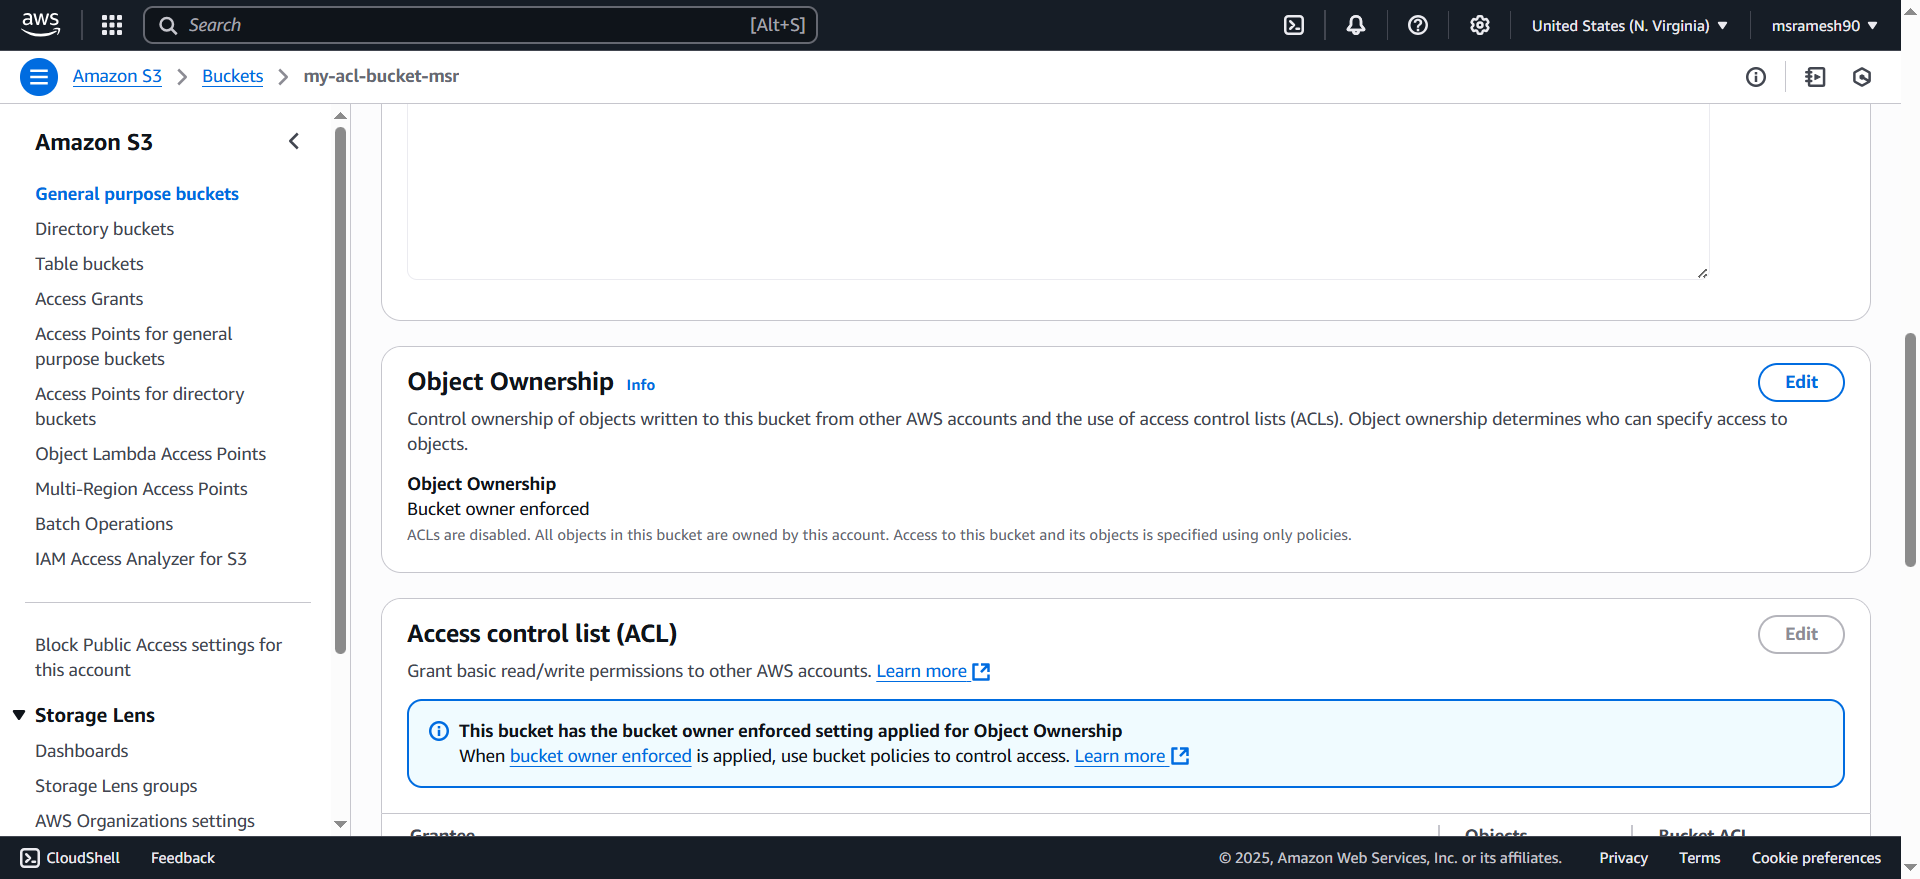 aws
Search [Alt+S]
United States (N. Virginia) ▼
msramesh90 ▼
Amazon S3 > Buckets > my-acl-bucket-msr
Amazon S3
General purpose buckets
Directory buckets
Table buckets
Access Grants
Access Points for general
purpose buckets
Access Points for directory
buckets
Object Lambda Access Points
Multi-Region Access Points
Batch Operations
IAM Access Analyzer for S3
Block Public Access settings for
this account
Storage Lens
Dashboards
Storage Lens groups
AWS Organizations settings
Object Ownership Info
Edit
Control ownership of objects written to this bucket from other AWS accounts and the use of access control lists (ACLs). Object ownership determines who can specify access to
objects.
Object Ownership
Bucket owner enforced
ACLs are disabled. All objects in this bucket are owned by this account. Access to this bucket and its objects is specified using only policies.
Access control list (ACL)
Edit
Grant basic read/write permissions to other AWS accounts. Learn more
This bucket has the bucket owner enforced setting applied for Object Ownership
When bucket owner enforced is applied, use bucket policies to control access. Learn more
Grantee Objects Bucket ACL
CloudShell Feedback
© 2025, Amazon Web Services, Inc. or its affiliates. Privacy Terms Cookie preferences